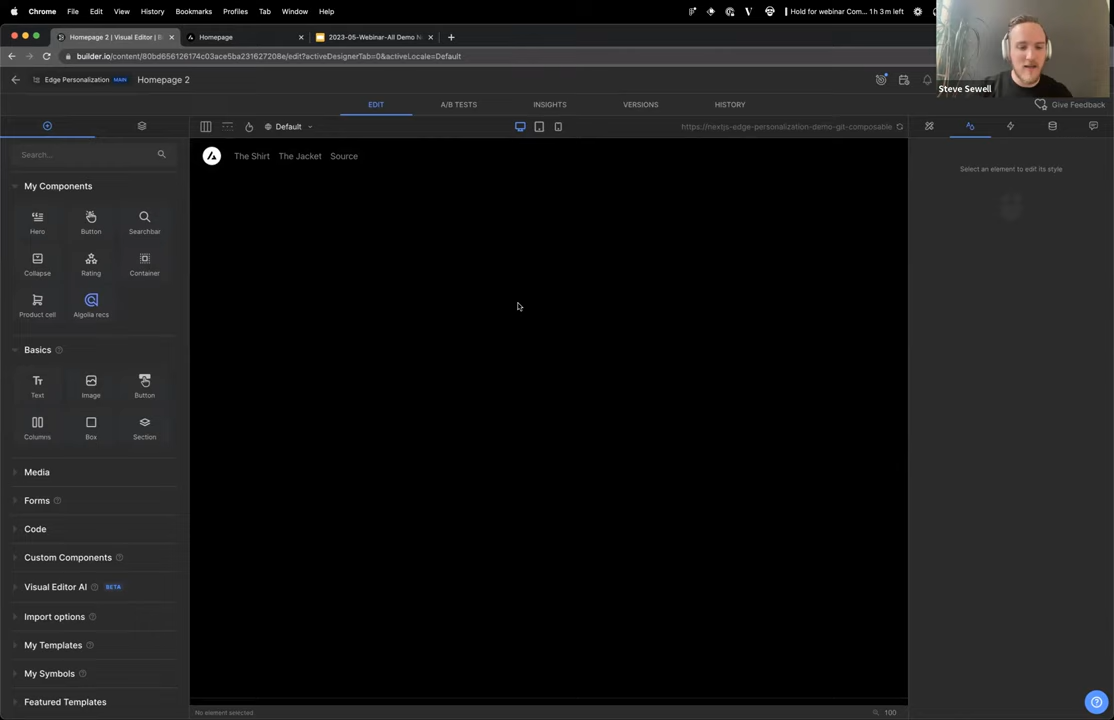 Chrome File Edit View History Bookmarks Profiles Tab Window Help
Hold for webinar Com... 1 h 3 m left
Homepage 2 | Visual Editor | B
Homepage
2023-05-Webinar-All Demo N
builder.io/content/80bd656126174c03ace5ba231627208e/edit?activeDesignerTab=0&activeLocale=Default
Steve Sewell
Edge Personalization MAIN Homepage 2
EDIT A/B TESTS INSIGHTS VERSIONS HISTORY
Give Feedback
Default
https://nextjs-edge-personalization-demo-git-composable
Search...
The Shirt The Jacket Source
Select an element to edit its style
My Components
Hero Button Searchbar
Collapse Rating Container
Product cell Algolia recs
Basics
Text Image Button
Columns Box Section
Media
Forms
Code
Custom Components
Visual Editor AI BETA
Import options
My Templates
My Symbols
Featured Templates
No element selected
100